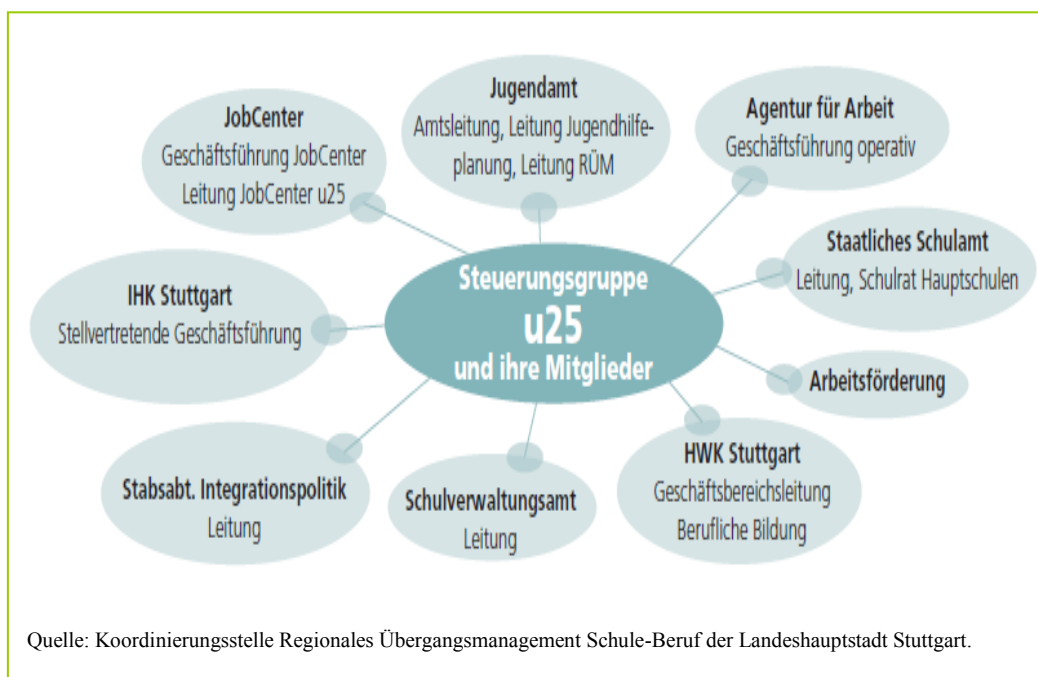 Jugendamt
Amtsleitung, Leitung Jugendhilfe-
planung, Leitung RÜM
JobCenter
Geschäftsführung JobCenter
Leitung JobCenter u25
Agentur für Arbeit
Geschäftsführung operativ
Staatliches Schulamt
Leitung, Schulrat Hauptschulen
Steuerungsgruppe
u25
und ihre Mitglieder
IHK Stuttgart
Stellvertretende Geschäftsführung
Arbeitsförderung
HWK Stuttgart
Geschäftsbereichsleitung
Berufliche Bildung
Stabsabt. Integrationspolitik
Leitung
Schulverwaltungsamt
Leitung
Quelle: Koordinierungsstelle Regionales Übergangsmanagement Schule-Beruf der Landeshauptstadt Stuttgart.